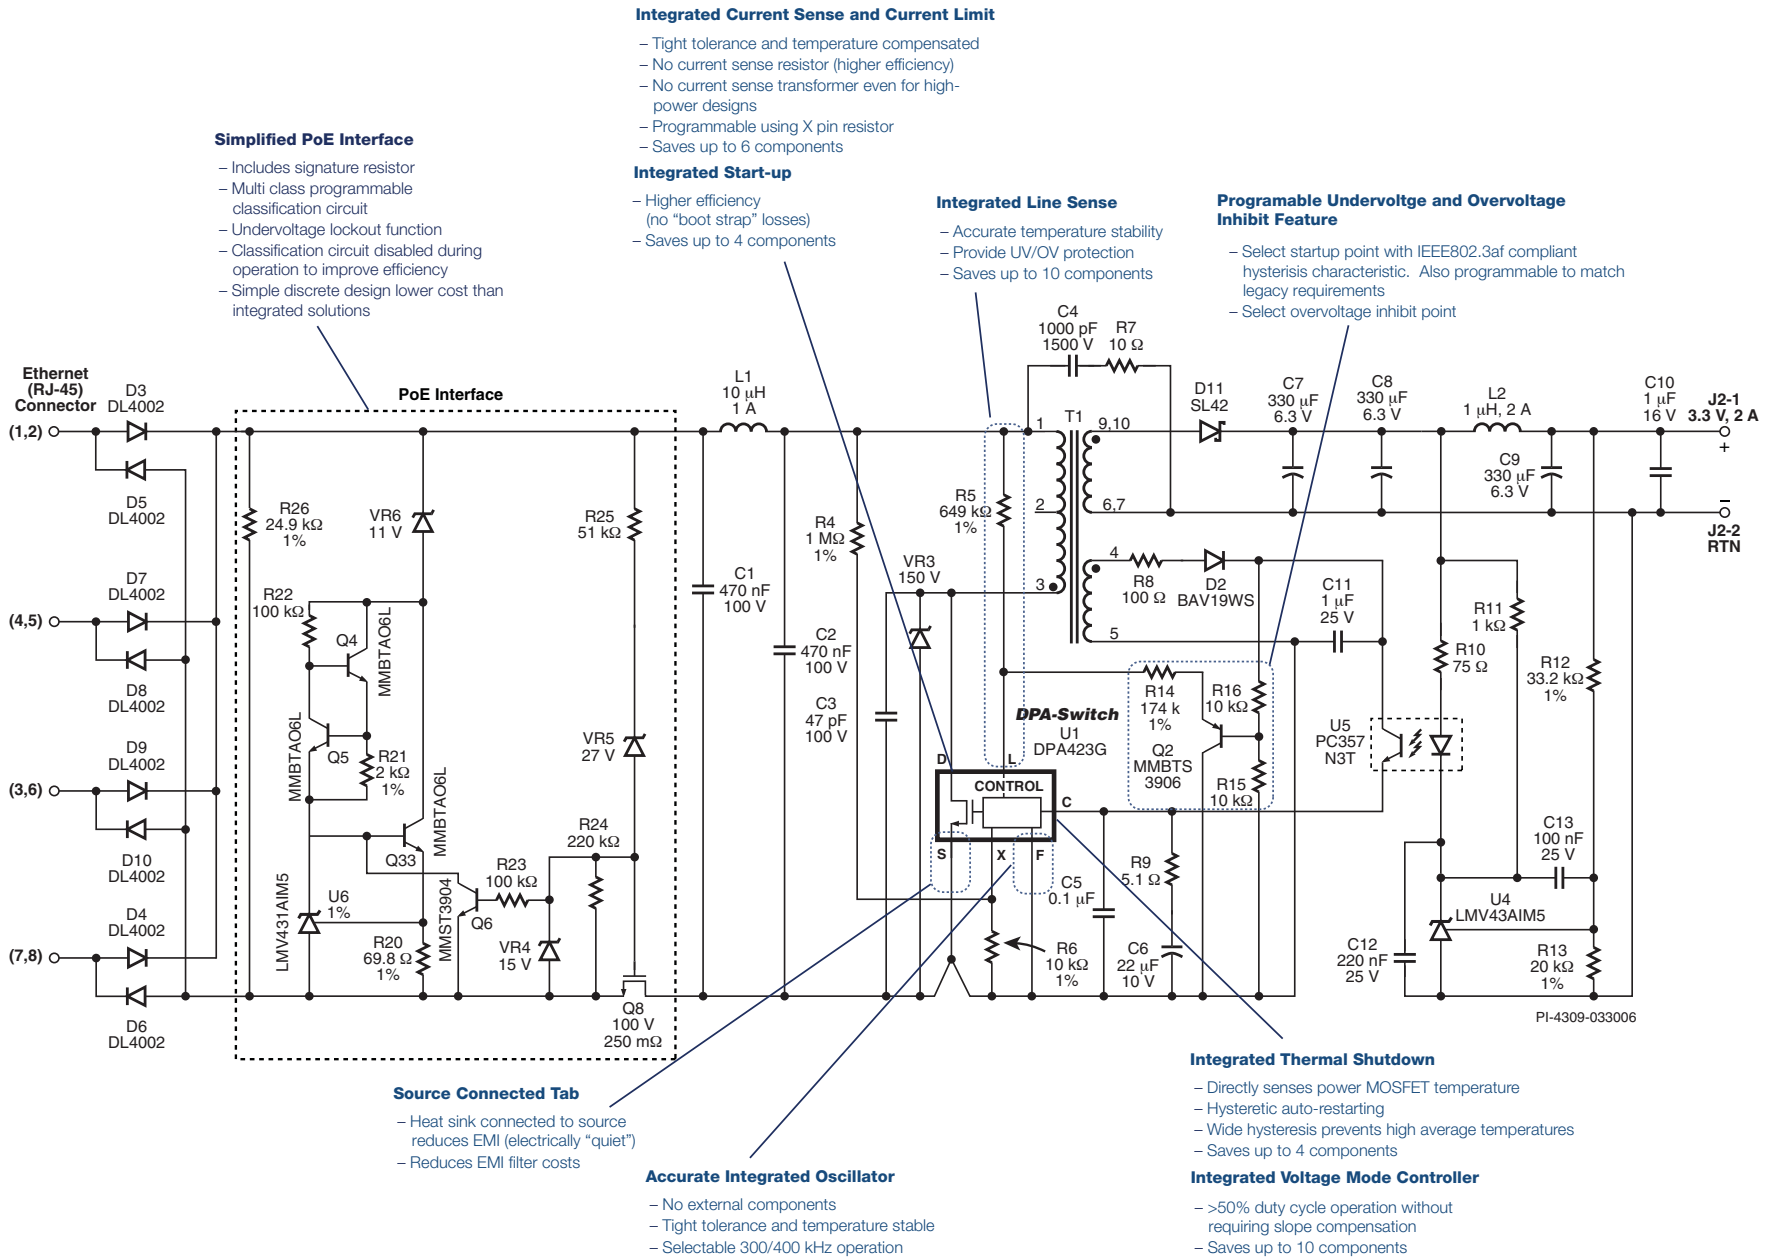 Integrated Current Sense and Current Limit
– Tight tolerance and temperature compensated
– No current sense resistor (higher efficiency)
– No current sense transformer even for high-
power designs
– Programmable using X pin resistor
– Saves up to 6 components
Simplified PoE Interface
– Includes signature resistor
– Multi class programmable
classification circuit
– Undervoltage lockout function
– Classification circuit disabled during
operation to improve efficiency
– Simple discrete design lower cost than
integrated solutions
Integrated Start-up
– Higher efficiency
(no “boot strap” losses)
– Saves up to 4 components
Integrated Line Sense
– Accurate temperature stability
– Provide UV/OV protection
– Saves up to 10 components
Programable Undervoltge and Overvoltage
Inhibit Feature
– Select startup point with IEEE802.3af compliant
hysterisis characteristic. Also programmable to match
legacy requirements
– Select overvoltage inhibit point
Ethernet
(RJ-45)
Connector
(1,2)
(4,5)
(3,6)
(7,8)
D3
DL4002
D5
DL4002
D7
DL4002
D8
DL4002
D9
DL4002
D10
DL4002
D4
DL4002
D6
DL4002
PoE Interface
R26
24.9 kΩ
1%
VR6
11 V
R25
51 kΩ
R22
100 kΩ
Q4
MMBTAO6L
MMBTAO6L
Q5
R21
2 kΩ
1%
MMBTAO6L
Q33
VR5
27 V
R24
220 kΩ
R23
100 kΩ
LMV431AIM5
U6
1%
R20
69.8 Ω
1%
MMST3904
Q6
VR4
15 V
Q8
100 V
250 mΩ
L1
10 µH
1 A
C1
470 nF
100 V
C2
470 nF
100 V
C3
47 pF
100 V
R4
1 MΩ
1%
VR3
150 V
R5
649 kΩ
1%
C4
1000 pF
1500 V
R7
10 Ω
T1
1
2
3
9,10
6,7
4
5
D11
SL42
C7
330 µF
6.3 V
C8
330 µF
6.3 V
L2
1 µH, 2 A
C9
330 µF
6.3 V
C10
1 µF
16 V
J2-1
3.3 V, 2 A
+
–
J2-2
RTN
R8
100 Ω
D2
BAV19WS
C11
1 µF
25 V
R11
1 kΩ
R10
75 Ω
R12
33.2 kΩ
1%
R14
174 k
1%
R16
10 kΩ
Q2
MMBTS
3906
R15
10 kΩ
DPA-Switch
U1
DPA423G
D
L
CONTROL
C
S
X
F
U5
PC357
N3T
R9
5.1 Ω
C5
0.1 µF
R6
10 kΩ
1%
C6
22 µF
10 V
C13
100 nF
25 V
U4
LMV43AIM5
C12
220 nF
25 V
R13
20 kΩ
1%
PI-4309-033006
Source Connected Tab
– Heat sink connected to source
reduces EMI (electrically “quiet”)
– Reduces EMI filter costs
Accurate Integrated Oscillator
– No external components
– Tight tolerance and temperature stable
– Selectable 300/400 kHz operation
Integrated Thermal Shutdown
– Directly senses power MOSFET temperature
– Hysteretic auto-restarting
– Wide hysteresis prevents high average temperatures
– Saves up to 4 components
Integrated Voltage Mode Controller
– >50% duty cycle operation without
requiring slope compensation
– Saves up to 10 components